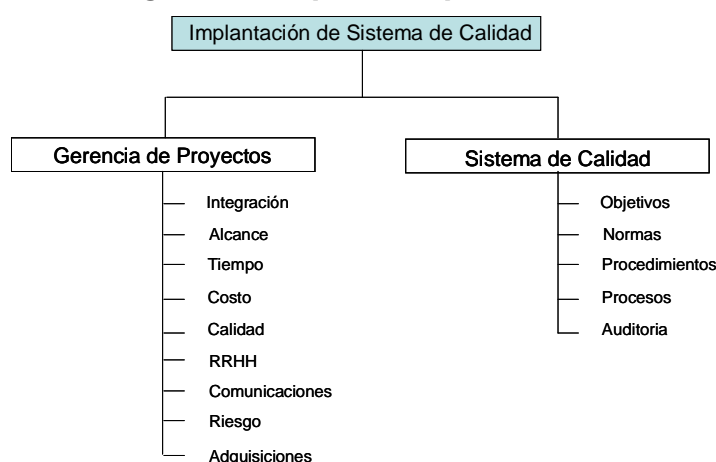 Implantación de Sistema de Calidad
Gerencia de Proyectos
Integración
Alcance
Tiempo
Costo
Calidad
RRHH
Comunicaciones
Riesgo
Adquisiciones
Sistema de Calidad
Objetivos
Normas
Procedimientos
Procesos
Auditoria